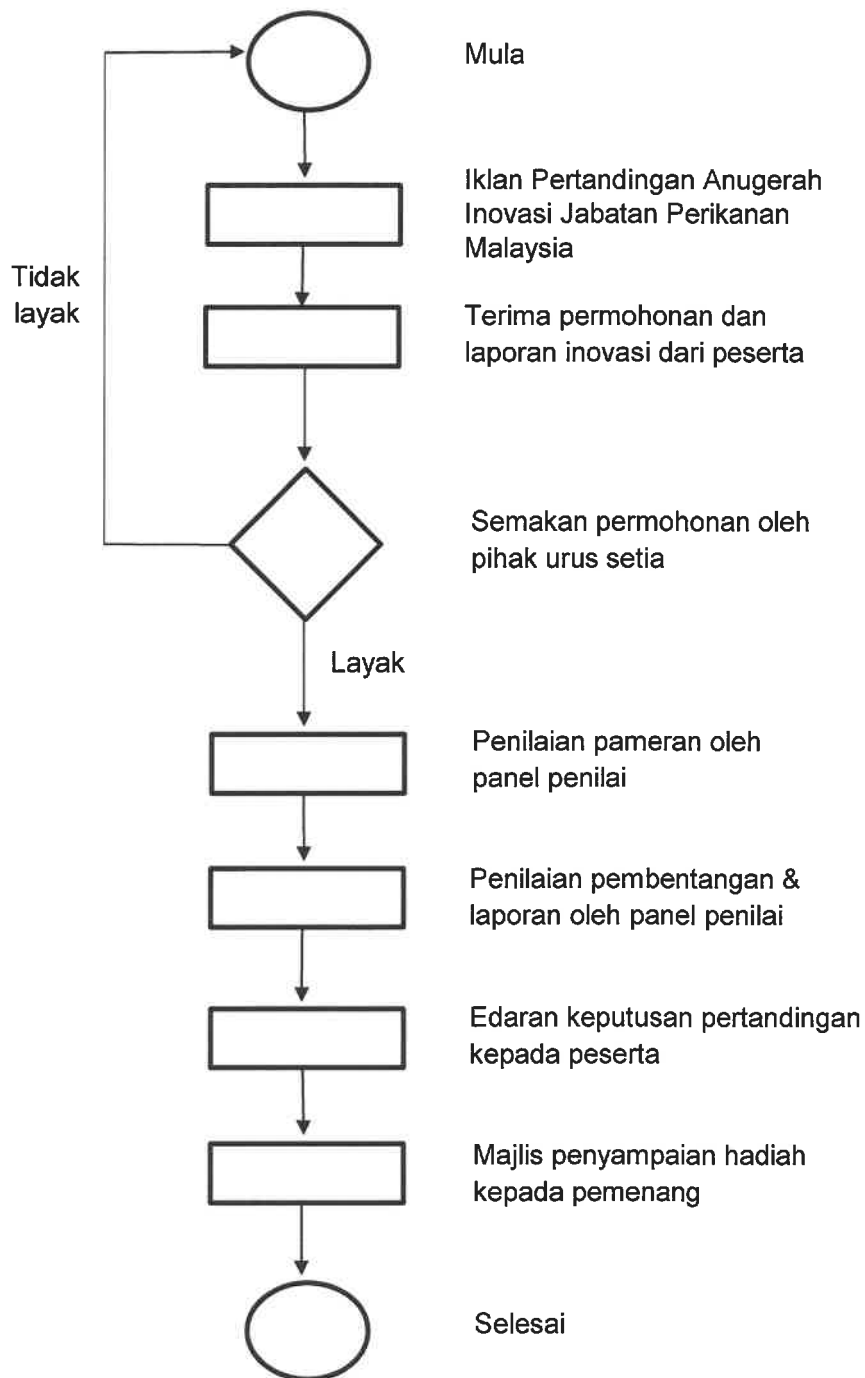 Mula
Iklan Pertandingan Anugerah
Inovasi Jabatan Perikanan
Malaysia
Tidak
layak
Terima permohonan dan
laporan inovasi dari peserta
Semakan permohonan oleh
pihak urus setia
Layak
Penilaian pameran oleh
panel penilai
Penilaian pembentangan &
laporan oleh panel penilai
Edaran keputusan pertandingan
kepada peserta
Majlis penyampaian hadiah
kepada pemenang
Selesai